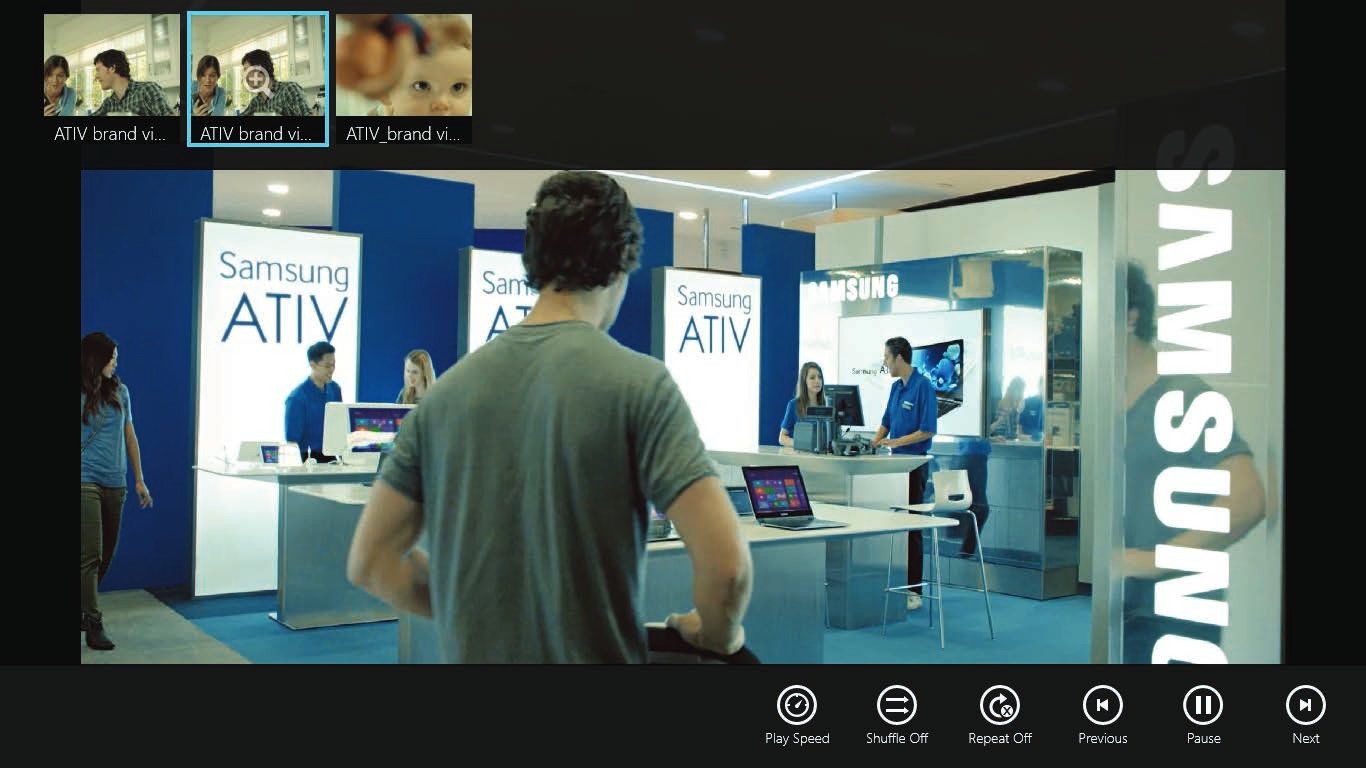 ATIV brand vi...
ATIV brand vi...
ATIV_brand vi...
Samsung
ATIV
Samsung
ATIV
SAMSUNG
SAMSUNG
Samsung
Play Speed
Shuffle Off
Repeat Off
Previous
Pause
Next